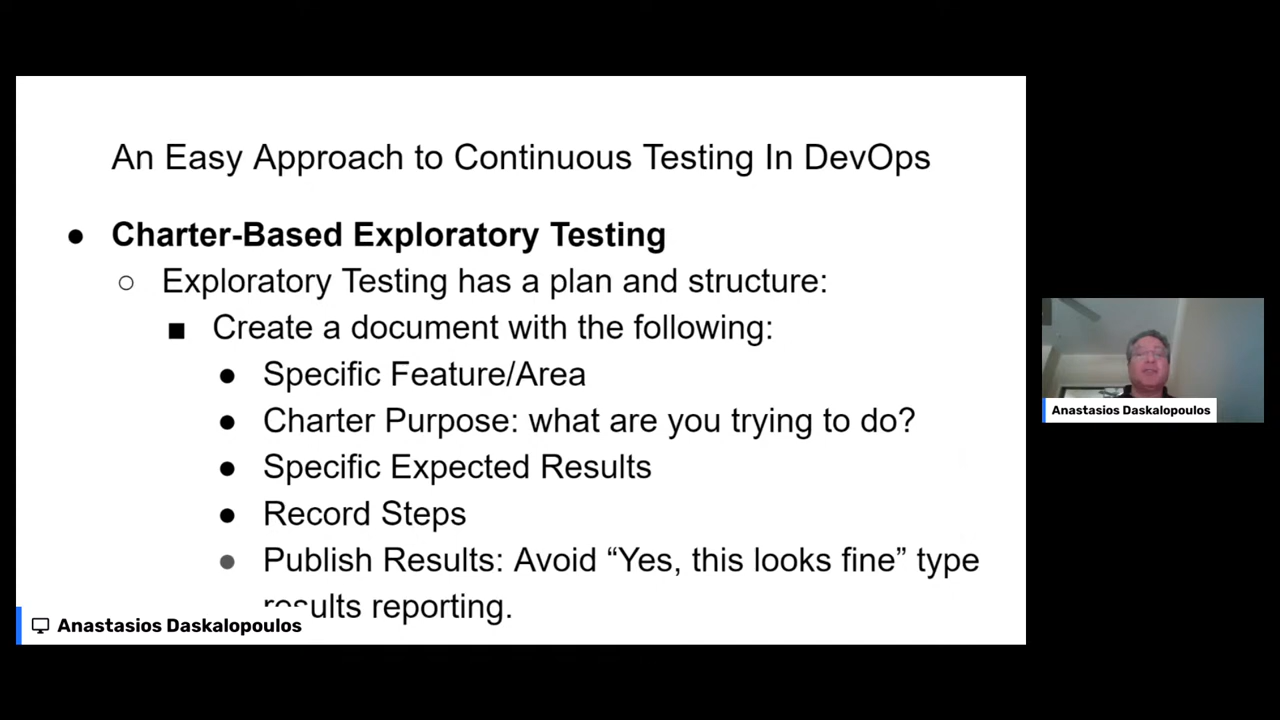 An Easy Approach to Continuous Testing In DevOps
● Charter-Based Exploratory Testing
○ Exploratory Testing has a plan and structure:
■ Create a document with the following:
● Specific Feature/Area
● Charter Purpose: what are you trying to do?
● Specific Expected Results
● Record Steps
● Publish Results: Avoid “Yes, this looks fine” type
results reporting.
Anastasios Daskalopoulos
Anastasios Daskalopoulos